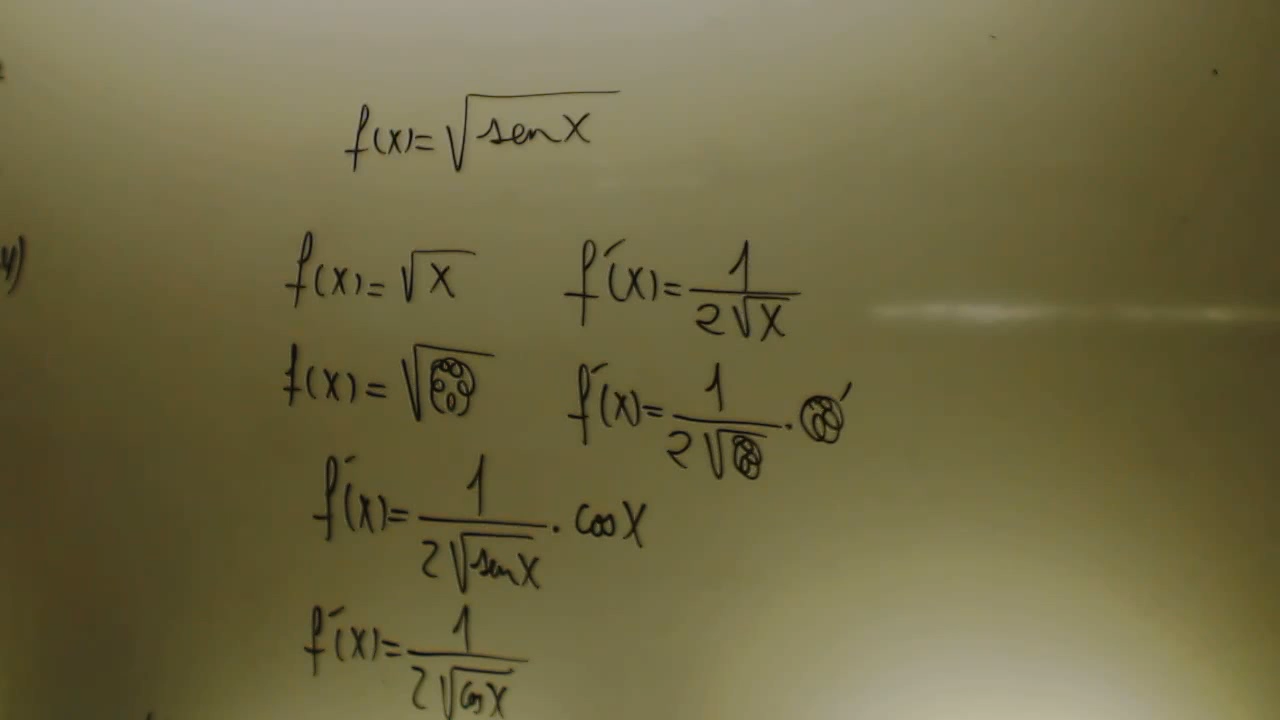 f(x)=√senx
4)
f(x)=√x f´(x)=1/2√x
f(x)=√ f´(x)=1/2√ · ´
f´(x)=1/2√senx · cosx
f´(x)=1/2√cosx